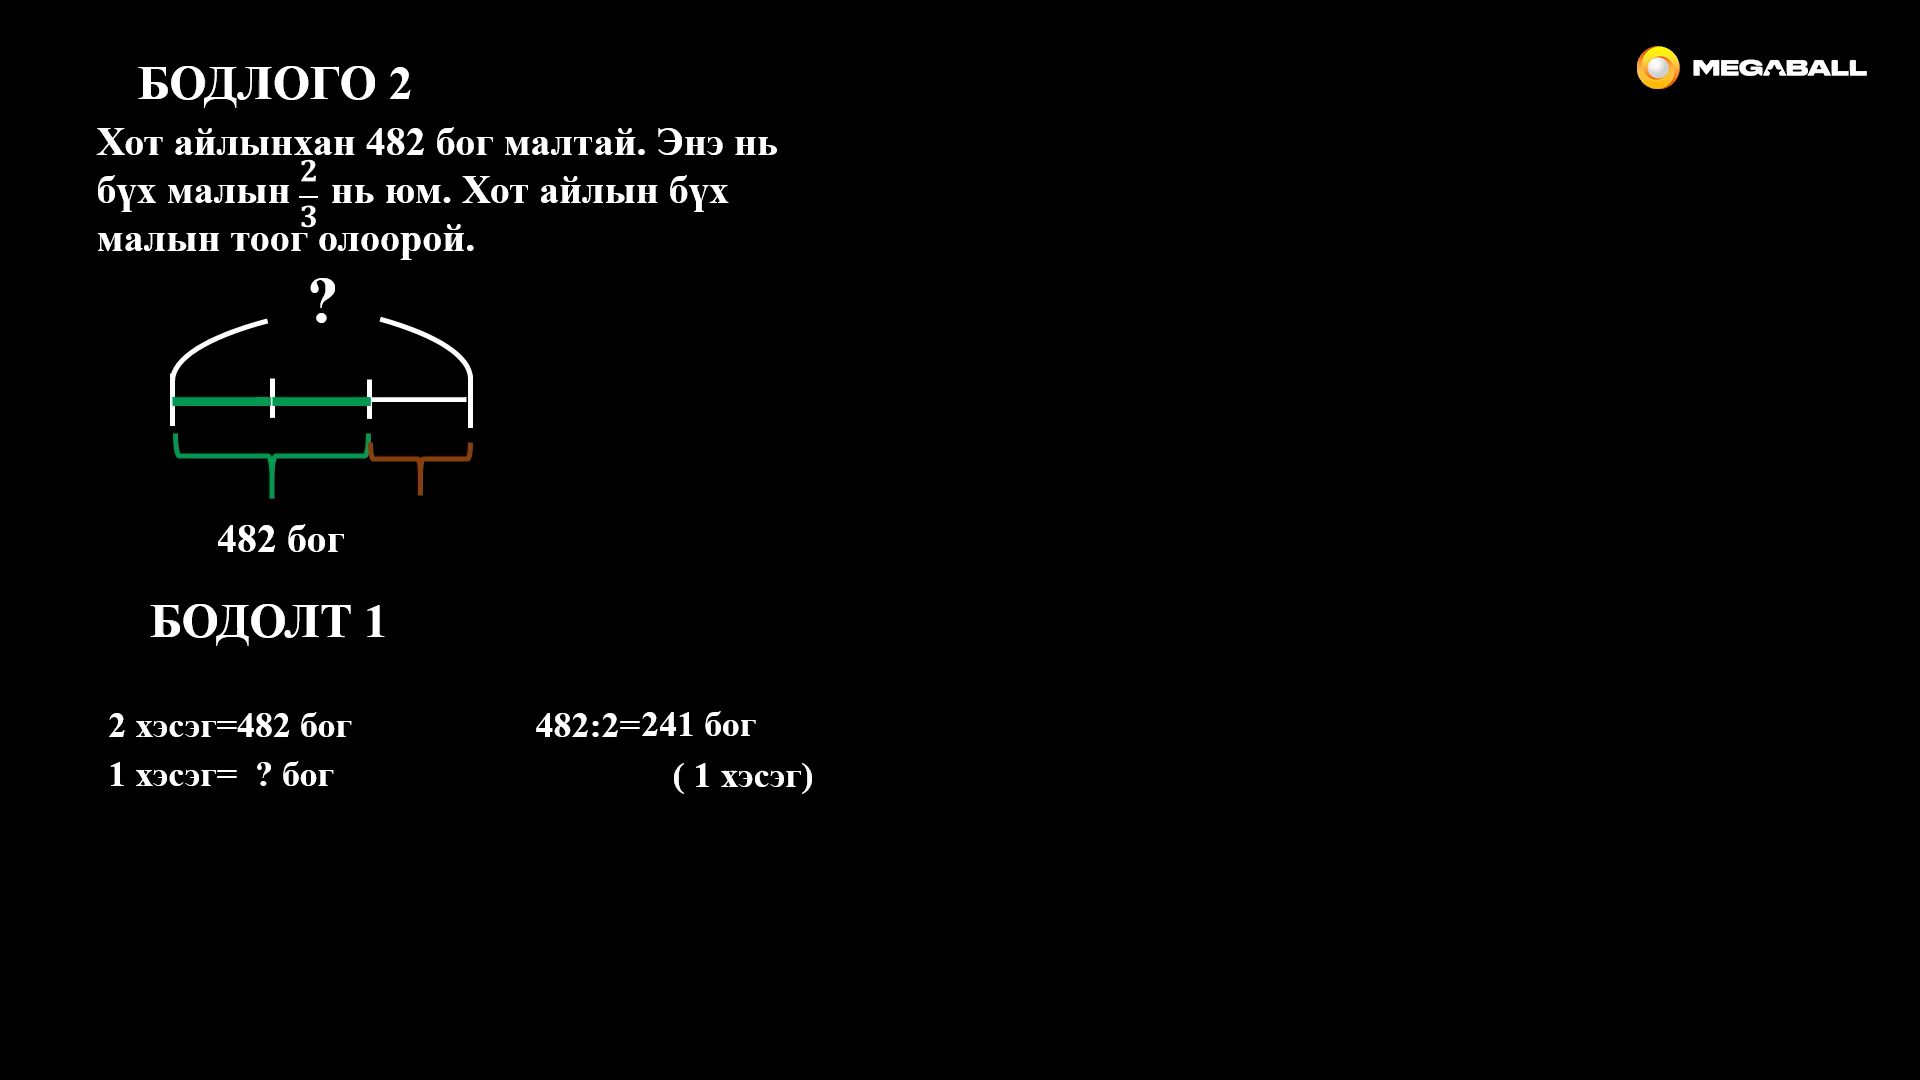 MEGABALL
БОДЛОГО 2
Хот айлынхан 482 бог малтай. Энэ нь
бүх малын 2/3 нь юм. Хот айлын бүх
малын тоог олоорой.
?
482 бог
БОДОЛТ 1
2 хэсэг=482 бог
482:2=241 бог
1 хэсэг= ? бог
( 1 хэсэг)